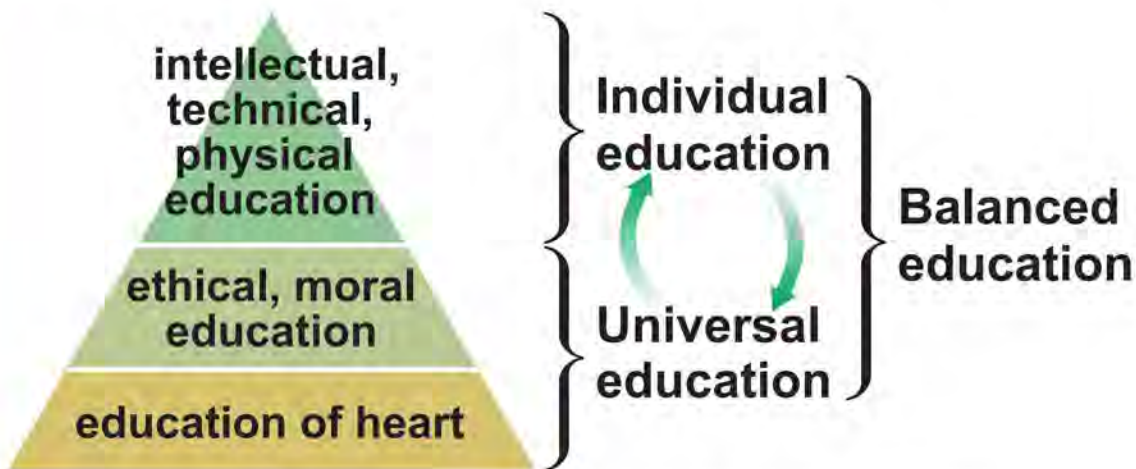 intellectual,
technical,
physical
education
ethical, moral
education
education of heart
Individual
education
Universal
education
Balanced
education